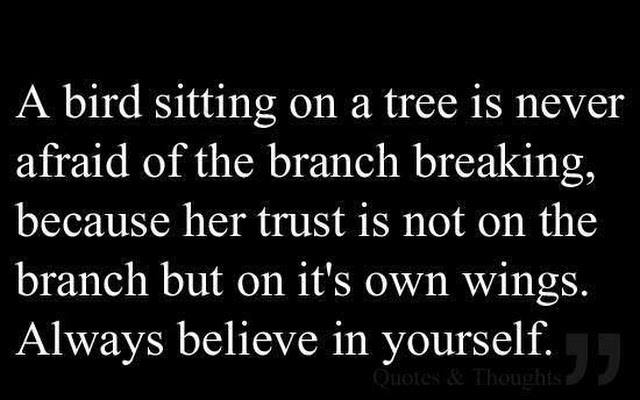 A bird sitting on a tree is never
afraid of the branch breaking,
because her trust is not on the
branch but on it's own wings.
Always believe in yourself.
Quotes & Thoughts